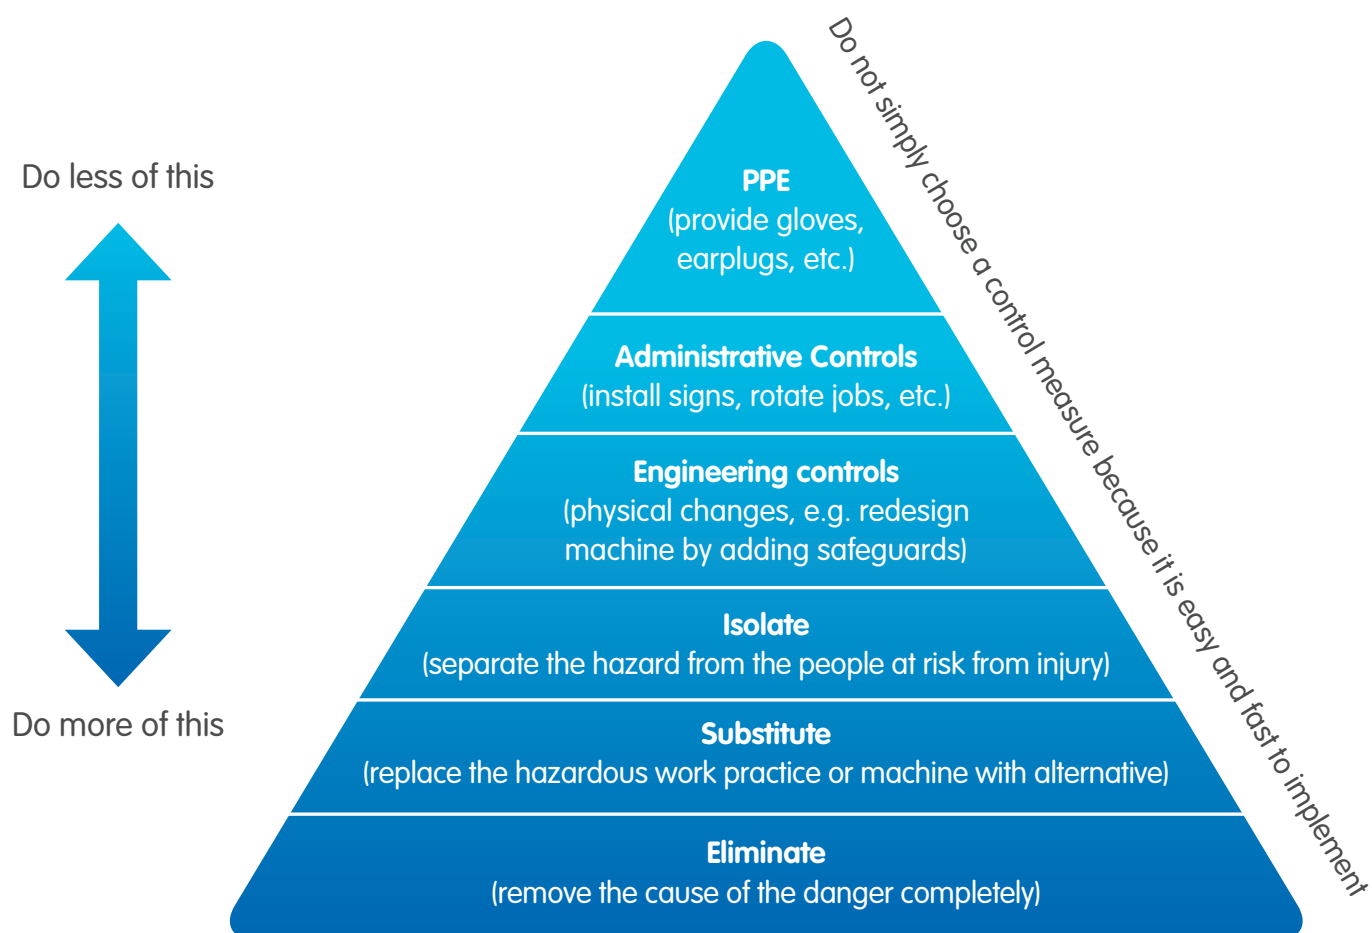 Do not simply choose a control measure because it is easy and fast to implement
Do less of this
PPE
(provide gloves,
earplugs, etc.)
Administrative Controls
(install signs, rotate jobs, etc.)
Engineering controls
(physical changes, e.g. redesign
machine by adding safeguards)
Isolate
(separate the hazard from the people at risk from injury)
Do more of this
Substitute
(replace the hazardous work practice or machine with alternative)
Eliminate
(remove the cause of the danger completely)